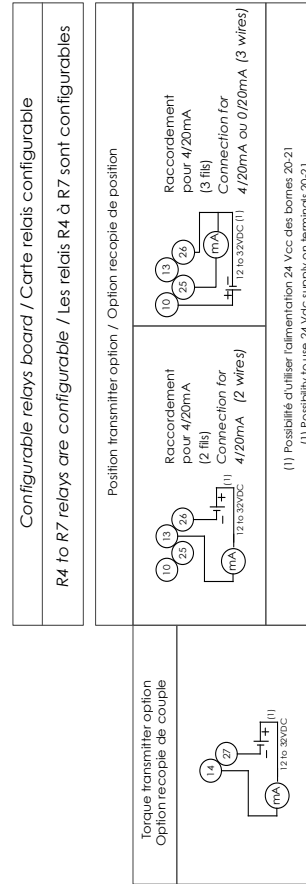 Configurable relays board / Carte relais configurable
R4 to R7 relays are configurable / Les relais R4 à R7 sont configurables
Position transmitter option / Option recopie de position
Torque transmitter option
Option recopie de couple
14
27
mA
12 to 32VDC
(1)
10
13
25
26
mA
12 to 32VDC
(1)
Raccordement
pour 4/20mA
(2 fils)
Connection for
4/20mA (2 wires)
10
13
25
26
mA
12 to 32VDC (1)
Raccordement
pour 4/20mA
(3 fils)
Connection for
4/20mA ou 0/20mA (3 wires)
(1) Possibilité d'utiliser l'alimentation 24 Vcc des bornes 20-21
(1) Possibility to use 24 Vdc supply on terminals 20-21